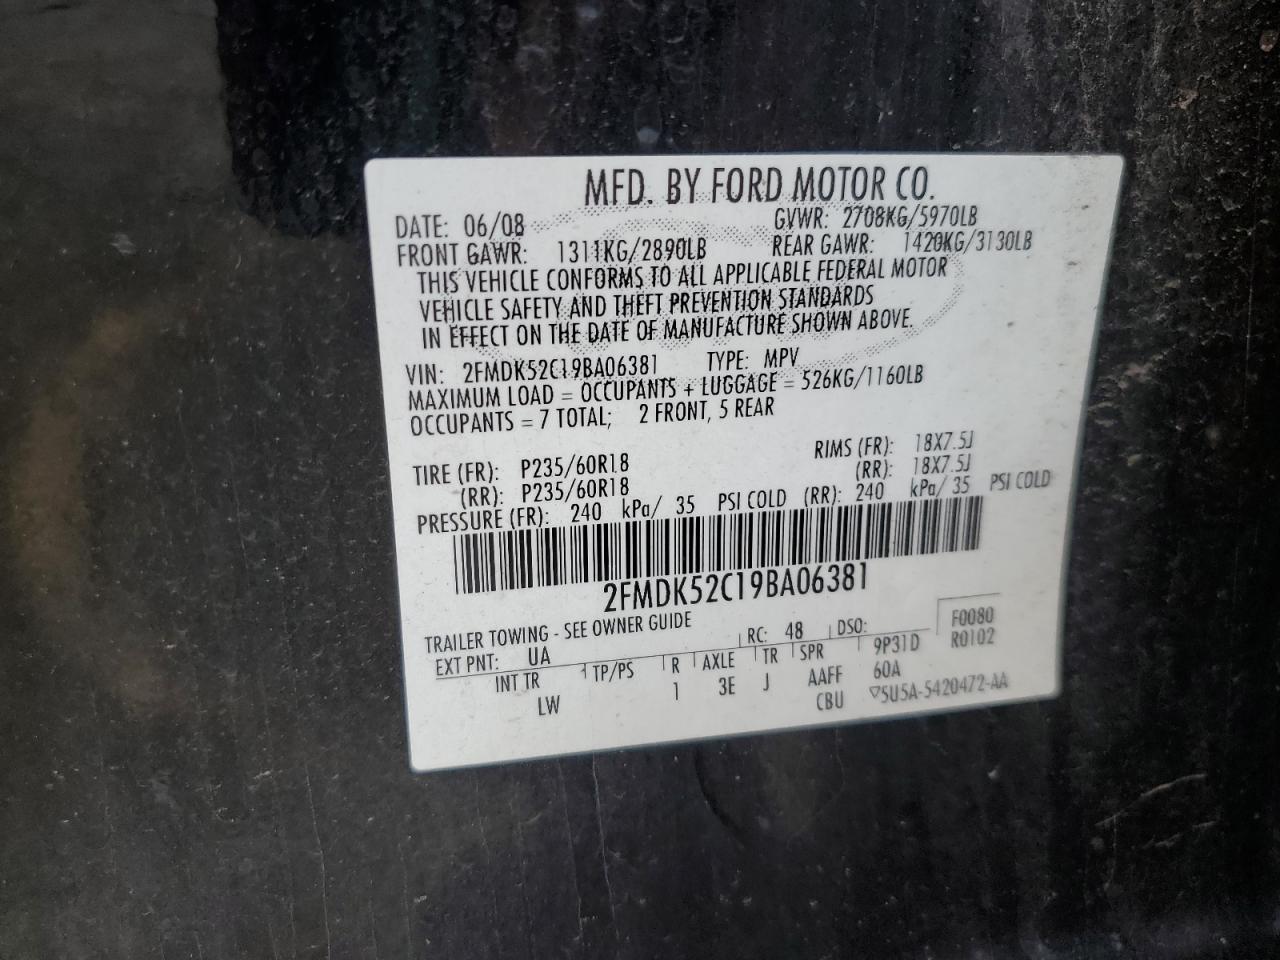 MFD. BY FORD MOTOR CO.
DATE: 06/08 GVWR: 2708KG/5970LB
FRONT GAWR: 1311KG/2890LB REAR GAWR: 1420KG/3130LB
THIS VEHICLE CONFORMS TO ALL APPLICABLE FEDERAL MOTOR
VEHICLE SAFETY AND THEFT PREVENTION STANDARDS
IN EFFECT ON THE DATE OF MANUFACTURE SHOWN ABOVE.
VIN: 2FMDK52C19BA06381 TYPE: MPV
MAXIMUM LOAD = OCCUPANTS + LUGGAGE = 526KG/1160LB
OCCUPANTS = 7 TOTAL; 2 FRONT, 5 REAR
TIRE (FR): P235/60R18 RIMS (FR): 18X7.5J
(RR): P235/60R18 (RR): 18X7.5J
PRESSURE (FR): 240 kPa/ 35 PSI COLD (RR): 240 kPa/ 35 PSI COLD
2FMDK52C19BA06381
TRAILER TOWING - SEE OWNER GUIDE
EXT PNT: UA RC: 48 DSO: F0080
R0102
INT TR TP/PS R AXLE TR SPR 9P31D
LW 1 3E J AAFF 60A
CBU ▽5U5A-5420472-AA